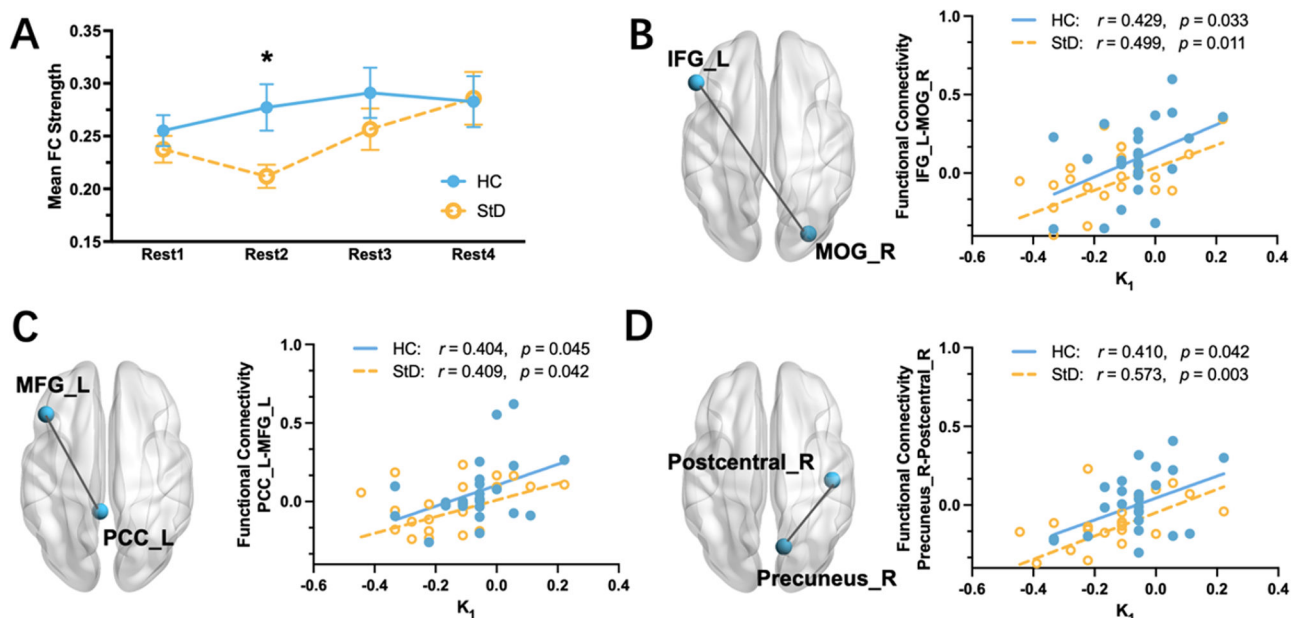 A
Mean FC Strength
0.35
0.30
0.25
0.20
0.15
*
HC
StD
Rest1 Rest2 Rest3 Rest4
B
IFG_L
MOG_R
HC: r = 0.429, p = 0.033
StD: r = 0.499, p = 0.011
Functional Connectivity
IFG_L-MOG_R
1.0
0.5
0.0
-0.6 -0.4 -0.2 0.0 0.2 0.4
K1
C
MFG_L
PCC_L
HC: r = 0.404, p = 0.045
StD: r = 0.409, p = 0.042
Functional Connectivity
PCC_L-MFG_L
1.0
0.5
0.0
-0.6 -0.4 -0.2 0.0 0.2 0.4
K1
D
Postcentral_R
Precuneus_R
HC: r = 0.410, p = 0.042
StD: r = 0.573, p = 0.003
Functional Connectivity
Precuneus_R-Postcentral_R
1.0
0.5
0.0
-0.6 -0.4 -0.2 0.0 0.2 0.4
K1